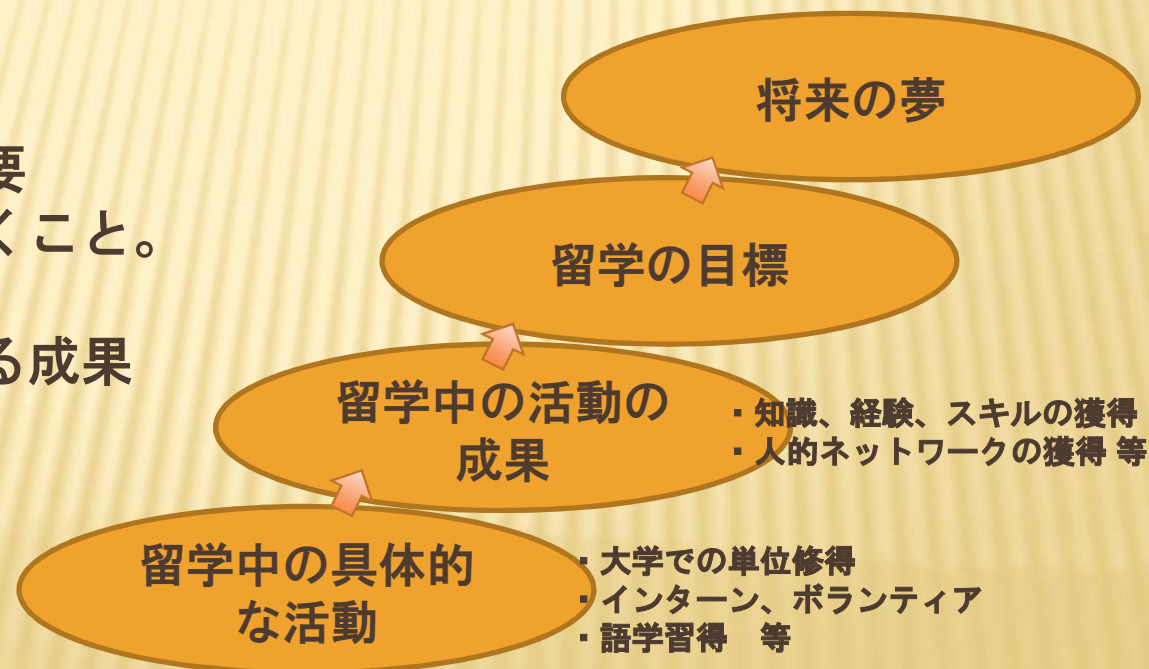 将来の夢
要
くこと。
留学の目標
る成果
留学中の活動の
成果
・知識、経験、スキルの獲得
・人的ネットワークの獲得 等
留学中の具体的
な活動
・大学での単位修得
・インターン、ボランティア
・語学習得　等